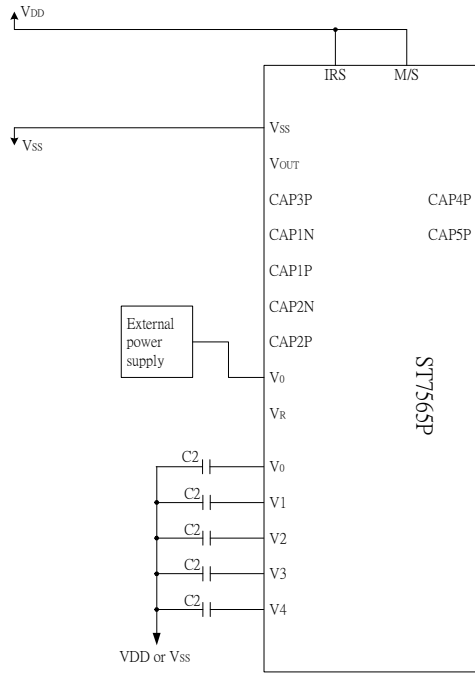 VDD
IRS M/S
VSS
VSS
VOUT
CAP3P CAP4P
CAP1N CAP5P
CAP1P
CAP2N
External
power
supply
CAP2P
V0
ST7565P
VR
C2 V0
C2 V1
C2 V2
C2 V3
C2 V4
VDD or VSS